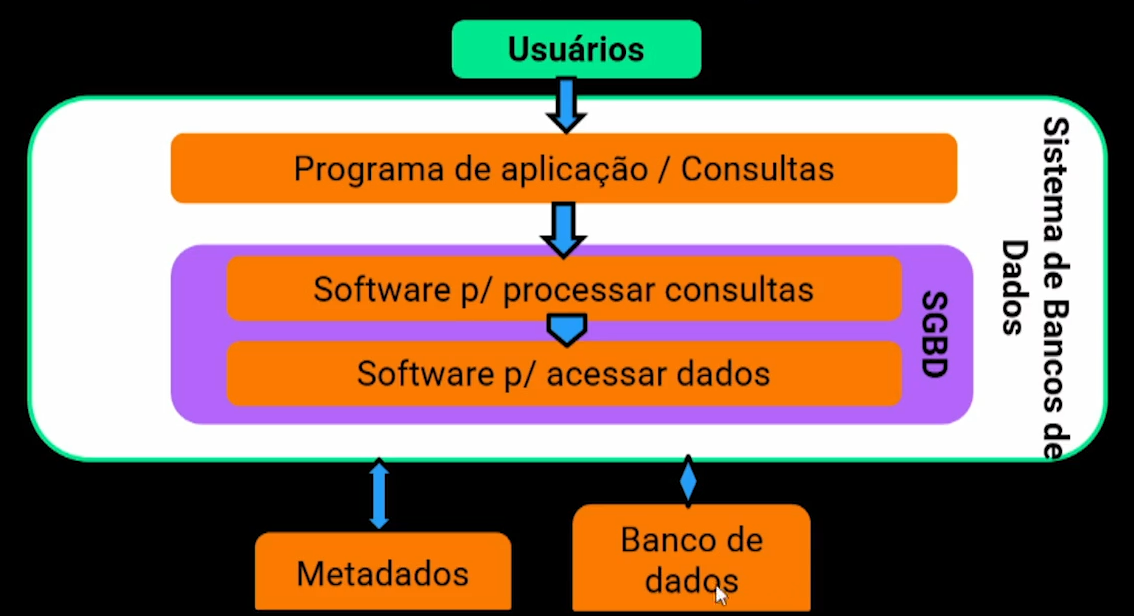 Usuários
Programa de aplicação / Consultas
Software p/ processar consultas
Software p/ acessar dados
SGBD
Sistema de Bancos de
Dados
Metadados
Banco de
dados